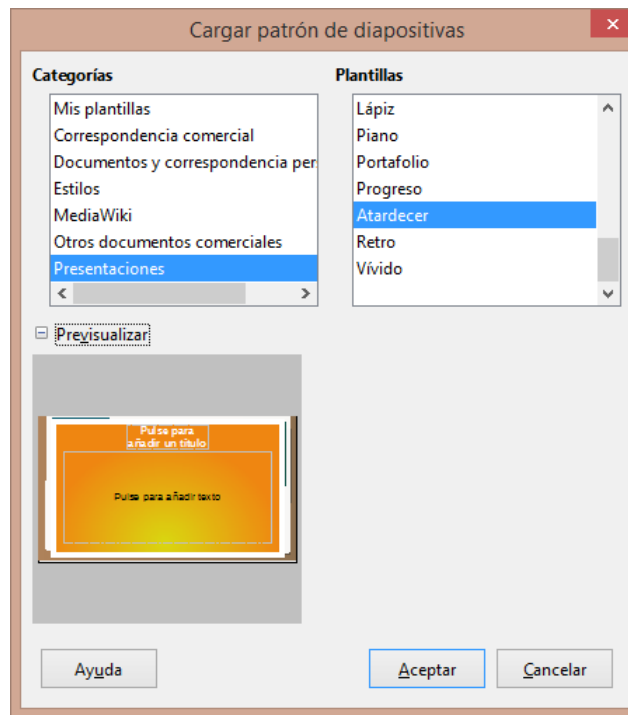 Cargar patrón de diapositivas
Categorías
Mis plantillas
Correspondencia comercial
Documentos y correspondencia per
Estilos
MediaWiki
Otros documentos comerciales
Presentaciones
Plantillas
Lápiz
Piano
Portafolio
Progreso
Atardecer
Retro
Vívido
Previsualizar
Pulse para
añadir un título
Pulse para añadir texto
Ayuda
Aceptar
Cancelar